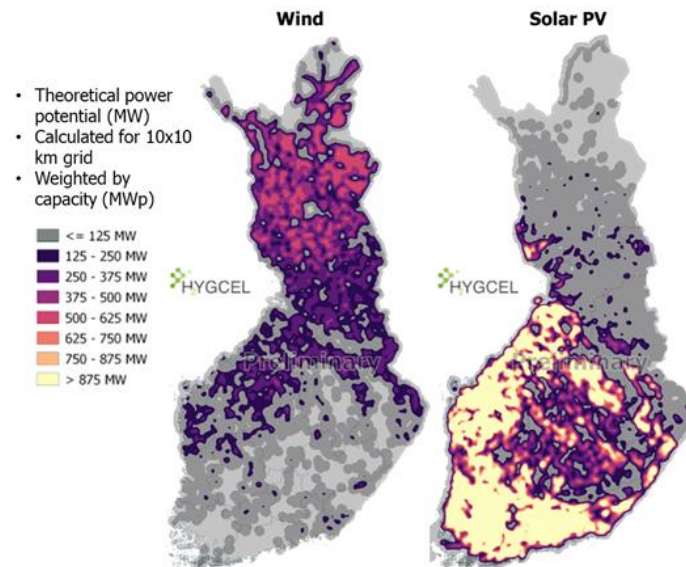 Wind
Solar PV
• Theoretical power
potential (MW)
• Calculated for 10x10
km grid
• Weighted by
capacity (MWp)
<= 125 MW
125 - 250 MW
250 - 375 MW
375 - 500 MW
500 - 625 MW
625 - 750 MW
750 - 875 MW
> 875 MW
HYGCEL
HYGCEL
Preliminary
Preliminary